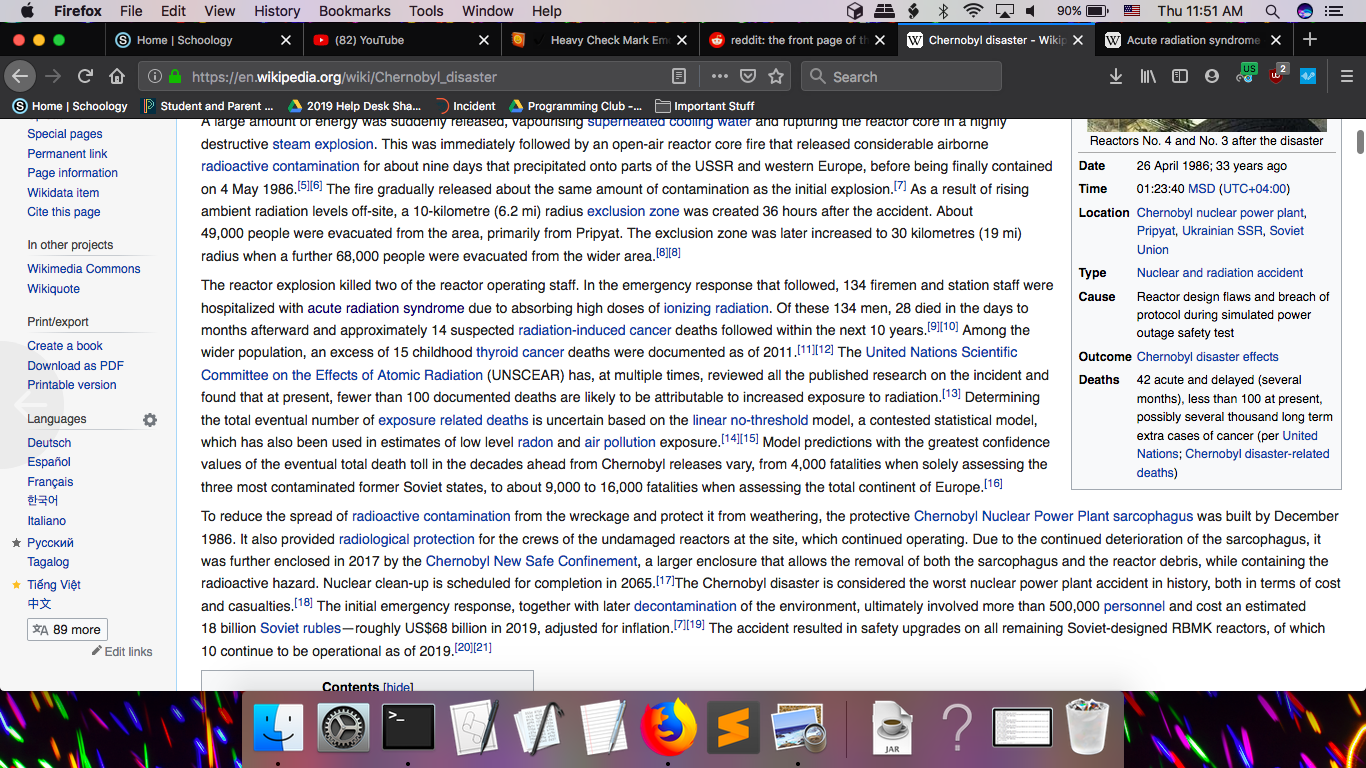 Firefox File Edit View History Bookmarks Tools Window Help 90% Thu 11:51 AM
Home | Schoology (82) YouTube Heavy Check Mark Em reddit: the front page of th Chernobyl disaster - Wikip Acute radiation syndrome
https://en.wikipedia.org/wiki/Chernobyl_disaster Search US 2
Home | Schoology Student and Parent ... 2019 Help Desk Sha... Incident Programming Club -... Important Stuff
Special pages
Permanent link
Page information
Wikidata item
Cite this page
In other projects
Wikimedia Commons
Wikiquote
Print/export
Create a book
Download as PDF
Printable version
Languages
Deutsch
Español
Français
한국어
Italiano
Русский
Tagalog
Tiếng Việt
中文
89 more
Edit links
A large amount of energy was suddenly released, vapourising superheated cooling water and rupturing the reactor core in a highly
destructive steam explosion. This was immediately followed by an open-air reactor core fire that released considerable airborne
radioactive contamination for about nine days that precipitated onto parts of the USSR and western Europe, before being finally contained
on 4 May 1986.[5][6] The fire gradually released about the same amount of contamination as the initial explosion.[7] As a result of rising
ambient radiation levels off-site, a 10-kilometre (6.2 mi) radius exclusion zone was created 36 hours after the accident. About
49,000 people were evacuated from the area, primarily from Pripyat. The exclusion zone was later increased to 30 kilometres (19 mi)
radius when a further 68,000 people were evacuated from the wider area.[8][8]
The reactor explosion killed two of the reactor operating staff. In the emergency response that followed, 134 firemen and station staff were
hospitalized with acute radiation syndrome due to absorbing high doses of ionizing radiation. Of these 134 men, 28 died in the days to
months afterward and approximately 14 suspected radiation-induced cancer deaths followed within the next 10 years.[9][10] Among the
wider population, an excess of 15 childhood thyroid cancer deaths were documented as of 2011.[11][12] The United Nations Scientific
Committee on the Effects of Atomic Radiation (UNSCEAR) has, at multiple times, reviewed all the published research on the incident and
found that at present, fewer than 100 documented deaths are likely to be attributable to increased exposure to radiation.[13] Determining
the total eventual number of exposure related deaths is uncertain based on the linear no-threshold model, a contested statistical model,
which has also been used in estimates of low level radon and air pollution exposure.[14][15] Model predictions with the greatest confidence
values of the eventual total death toll in the decades ahead from Chernobyl releases vary, from 4,000 fatalities when solely assessing the
three most contaminated former Soviet states, to about 9,000 to 16,000 fatalities when assessing the total continent of Europe.[16]
To reduce the spread of radioactive contamination from the wreckage and protect it from weathering, the protective Chernobyl Nuclear Power Plant sarcophagus was built by December
1986. It also provided radiological protection for the crews of the undamaged reactors at the site, which continued operating. Due to the continued deterioration of the sarcophagus, it
was further enclosed in 2017 by the Chernobyl New Safe Confinement, a larger enclosure that allows the removal of both the sarcophagus and the reactor debris, while containing the
radioactive hazard. Nuclear clean-up is scheduled for completion in 2065.[17]The Chernobyl disaster is considered the worst nuclear power plant accident in history, both in terms of cost
and casualties.[18] The initial emergency response, together with later decontamination of the environment, ultimately involved more than 500,000 personnel and cost an estimated
18 billion Soviet rubles—roughly US$68 billion in 2019, adjusted for inflation.[7][19] The accident resulted in safety upgrades on all remaining Soviet-designed RBMK reactors, of which
10 continue to be operational as of 2019.[20][21]
Contents [hide]
Reactors No. 4 and No. 3 after the disaster
Date 26 April 1986; 33 years ago
Time 01:23:40 MSD (UTC+04:00)
Location Chernobyl nuclear power plant,
Pripyat, Ukrainian SSR, Soviet
Union
Type Nuclear and radiation accident
Cause Reactor design flaws and breach of
protocol during simulated power
outage safety test
Outcome Chernobyl disaster effects
Deaths 42 acute and delayed (several
months), less than 100 at present,
possibly several thousand long term
extra cases of cancer (per United
Nations; Chernobyl disaster-related
deaths)
JAR